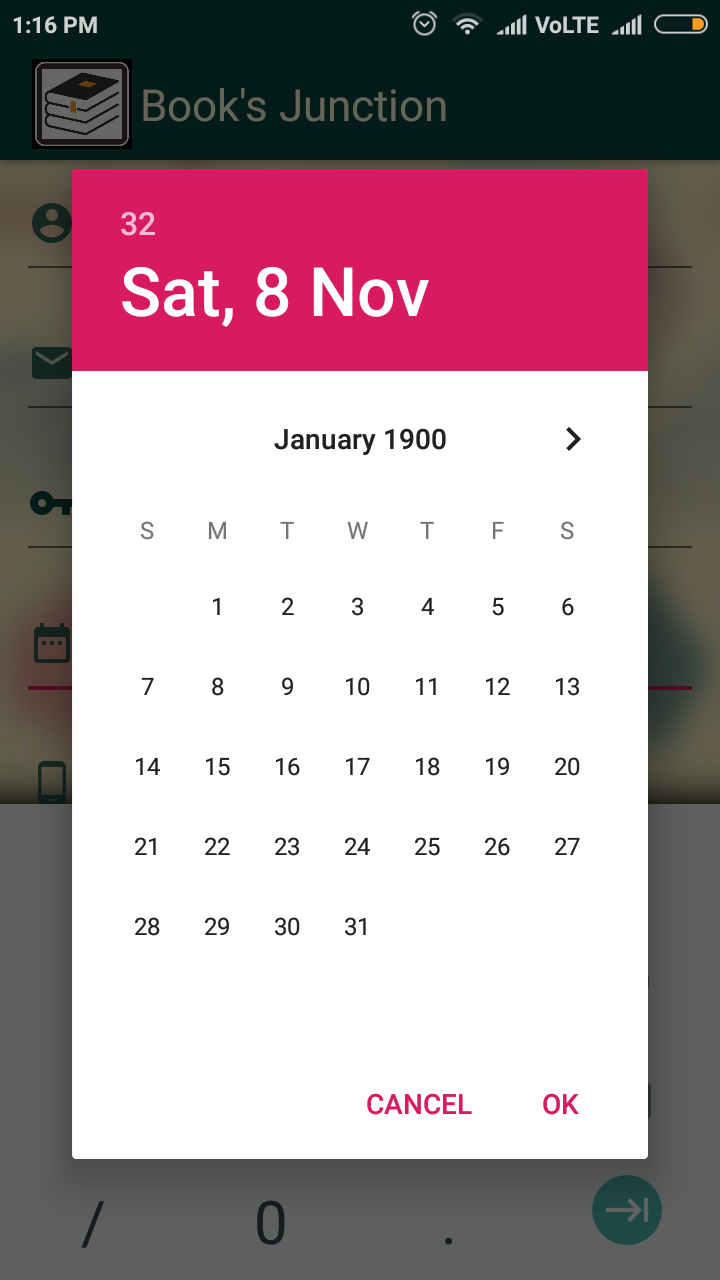 1:16 PM VoLTE
Book's Junction
32
Sat, 8 Nov
January 1900
S M T W T F S
1 2 3 4 5 6
7 8 9 10 11 12 13
14 15 16 17 18 19 20
21 22 23 24 25 26 27
28 29 30 31
CANCEL OK
/ 0 .